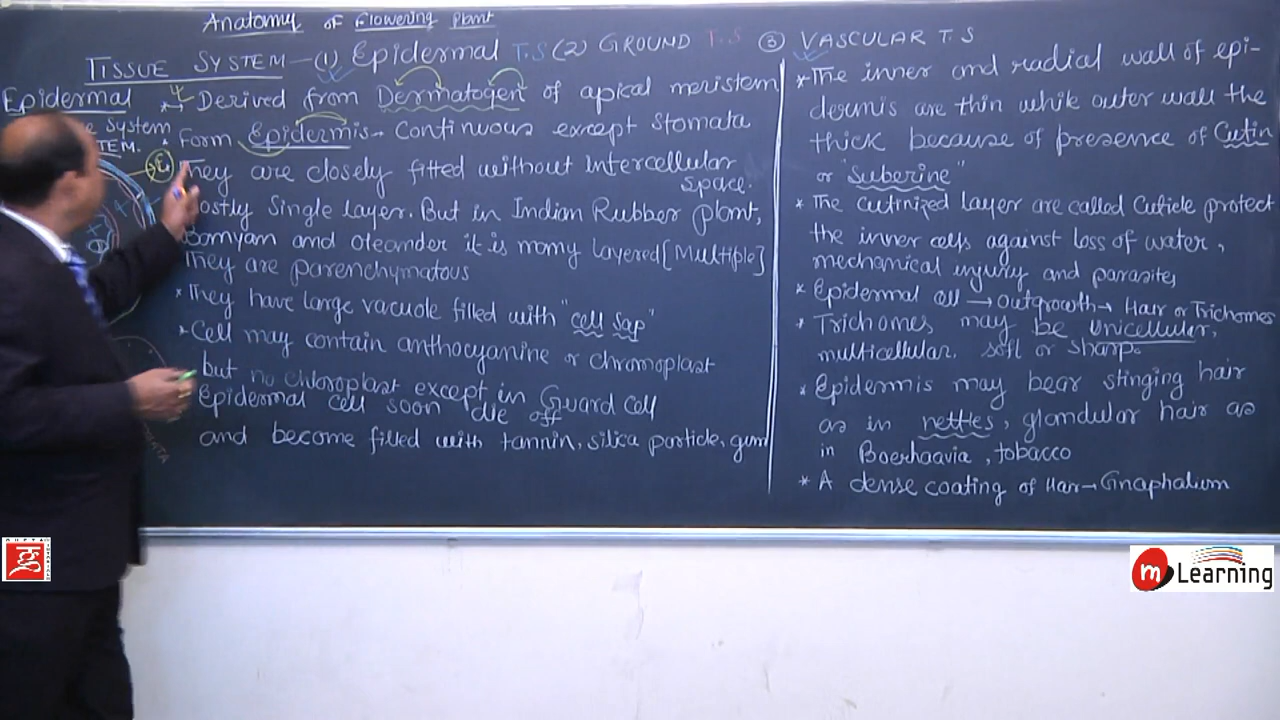 Anatomy of Flowering Plant
TISSUE SYSTEM – (1) Epidermal T.S (2) GROUND T.S ③ VASCULAR T.S
Epidermal * Derived from Dermatogen of apical meristem
System
TEM. * Form Epidermis - Continuous except Stomata
They are closely fitted without Intercellular
space.
ostly Single layer. But in Indian Rubber plant,
Bannyan and Oleander it is many layered [Multiple]
They are parenchymatous
* They have large vacuole filled with "cell sap"
* Cell may contain anthocyanine or chromoplast
but no chloroplast except in Guard Cell
Epidermal cell soon die off
and become filled with tannin, silica particle, gum
* The inner and radial wall of epi-
dermis are thin while outer wall the
thick because of presence of Cutin
or "Suberine"
* The Cutinized layer are called Cuticle protect
the inner cells against loss of water,
mechanical injury and parasites
* Epidermal cell → outgrowth → Hair or Trichomes
* Trichomes may be Unicellular,
multicellular. soft or sharp.
* Epidermis may bear stinging hair
as in nettles, glandular hair as
in Boerhaavia, tobacco
* A dense coating of Hair → Gnaphalium
m Learning